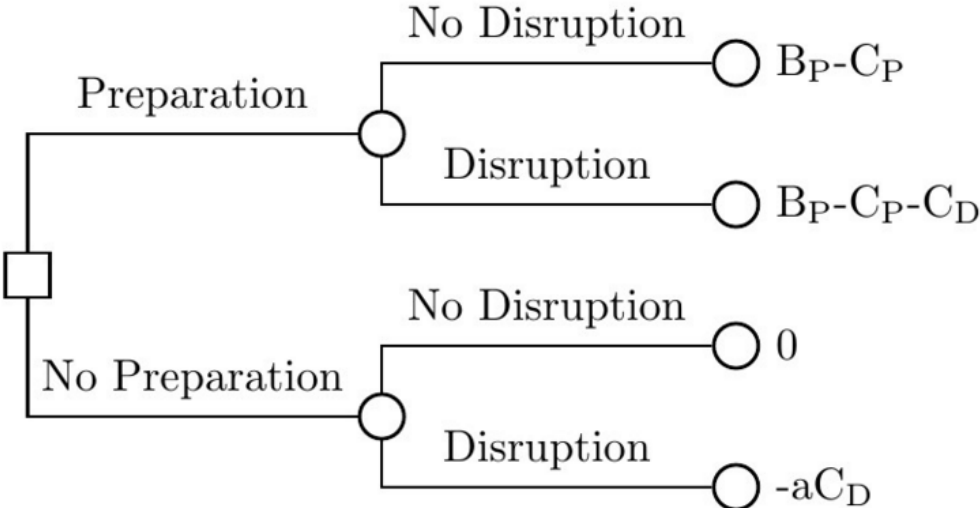 No Disruption
B_P-C_P
Preparation
Disruption
B_P-C_P-C_D
No Disruption
0
No Preparation
Disruption
-aC_D